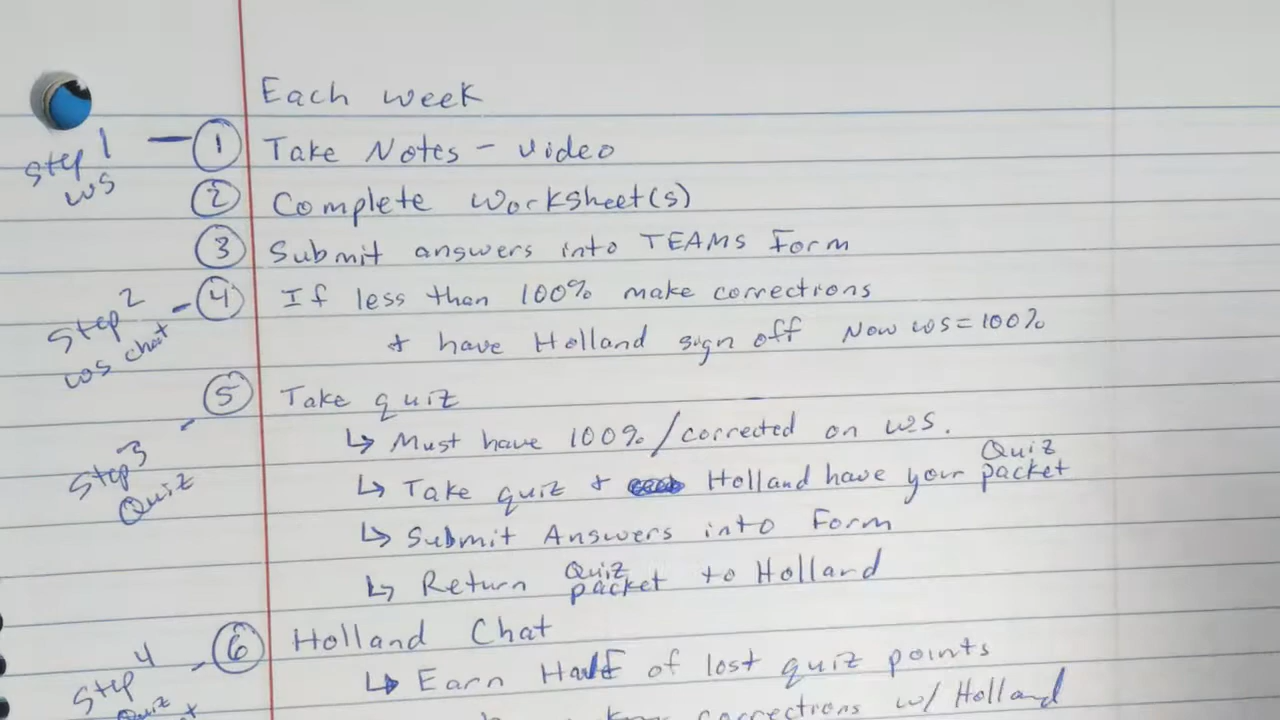 Each week
Step 1 — ① Take Notes - Video
WS
② Complete Worksheet(s)
③ Submit answers into TEAMS Form
Step 2 - ④ If less than 100% make corrections
WS chat
+ have Holland sign off Now WS = 100%
⑤ Take quiz
Step 3 -
Quiz
↳ Must have 100%/corrected on WS.
↳ Take quiz + Holland have your Quiz packet
↳ Submit Answers into Form
↳ Return Quiz packet to Holland
Step 4 - ⑥ Holland Chat
Quiz
↳ Earn Half of lost quiz points
corrections w/ Holland